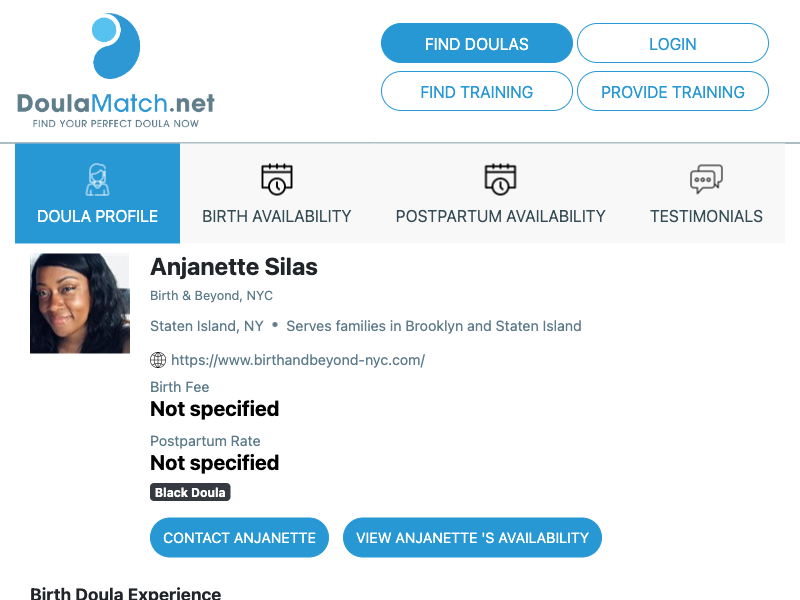 DoulaMatch.net
FIND YOUR PERFECT DOULA NOW
FIND DOULAS
LOGIN
FIND TRAINING
PROVIDE TRAINING
DOULA PROFILE
BIRTH AVAILABILITY
POSTPARTUM AVAILABILITY
TESTIMONIALS
Anjanette Silas
Birth & Beyond, NYC
Staten Island, NY • Serves families in Brooklyn and Staten Island
https://www.birthandbeyond-nyc.com/
Birth Fee
Not specified
Postpartum Rate
Not specified
Black Doula
CONTACT ANJANETTE
VIEW ANJANETTE 'S AVAILABILITY
Birth Doula Experience